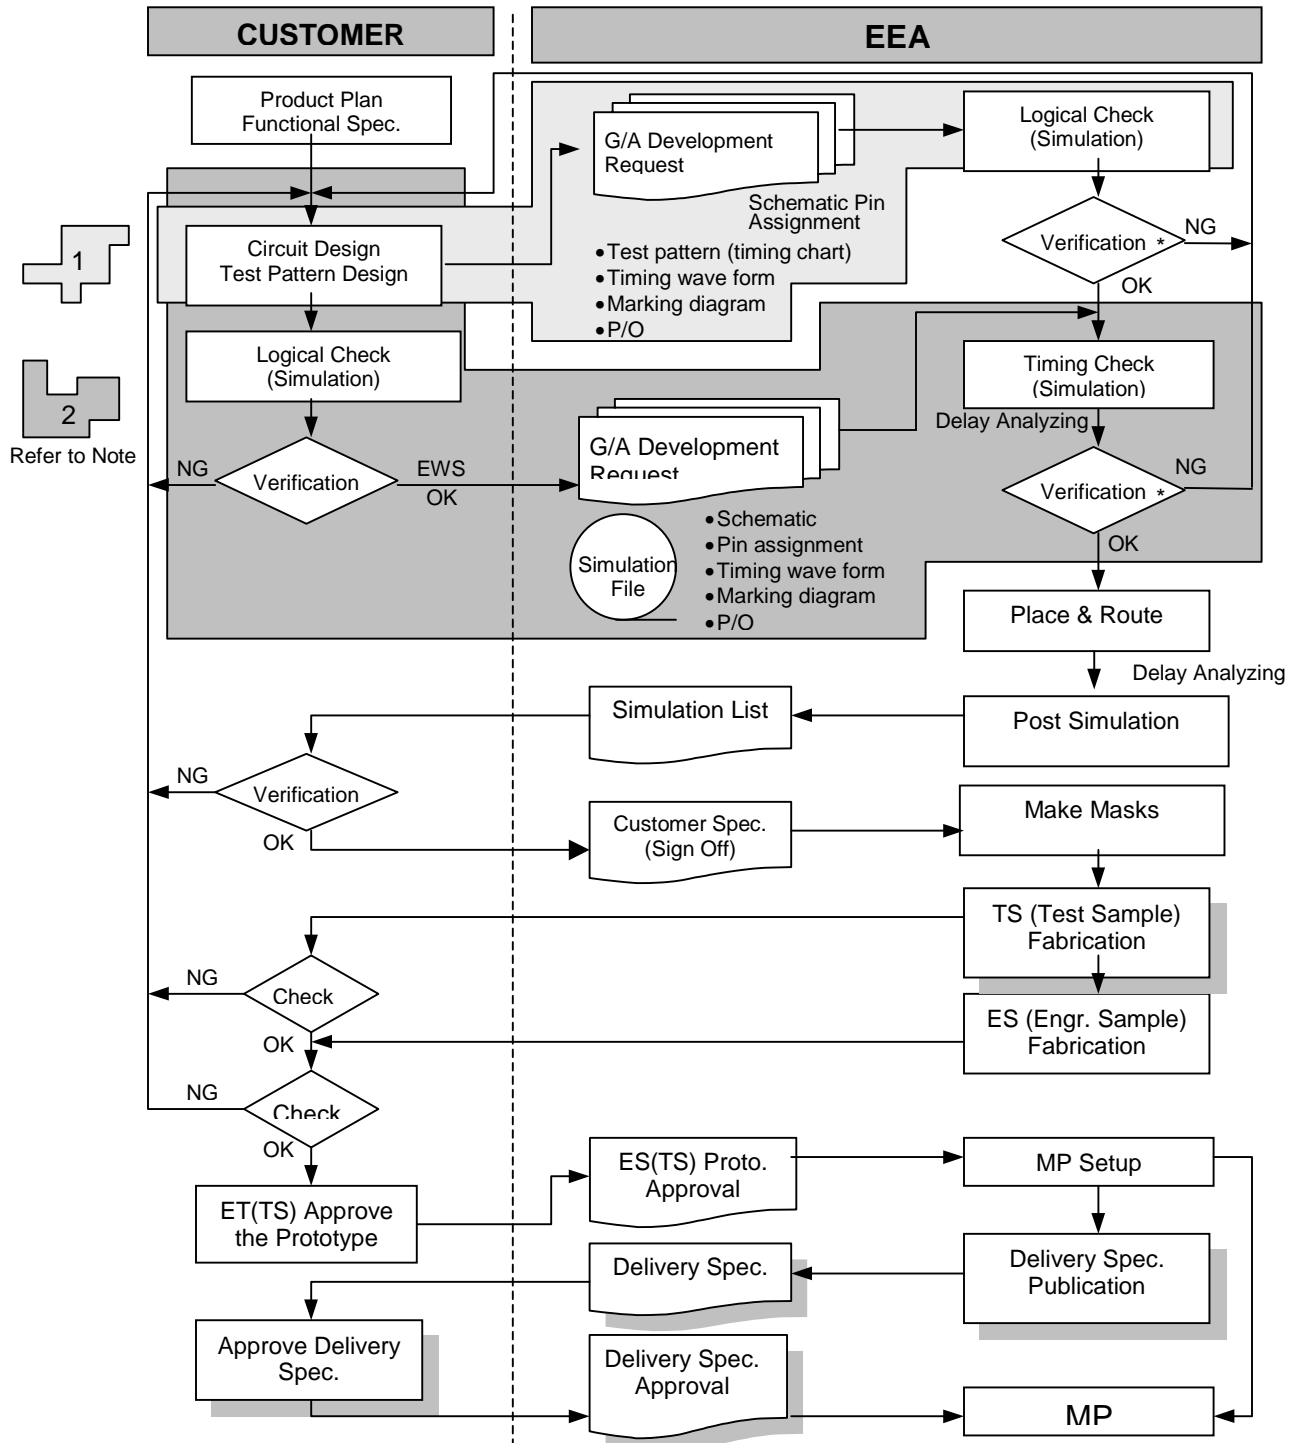 CUSTOMER
EEA
Product Plan
Functional Spec.
G/A Development
Request
Logical Check
(Simulation)
Schematic Pin
Assignment
Verification *
NG
OK
Circuit Design
Test Pattern Design
•Test pattern (timing chart)
•Timing wave form
•Marking diagram
•P/O
1
2
Refer to Note
Logical Check
(Simulation)
Timing Check
(Simulation)
Delay Analyzing
NG
Verification
EWS
OK
G/A Development
Request
NG
Verification *
OK
Simulation
File
•Schematic
•Pin assignment
•Timing wave form
•Marking diagram
•P/O
Place & Route
Delay Analyzing
Simulation List
Post Simulation
NG
Verification
OK
Customer Spec.
(Sign Off)
Make Masks
TS (Test Sample)
Fabrication
NG
Check
OK
ES (Engr. Sample)
Fabrication
NG
Check
OK
ET(TS) Approve
the Prototype
ES(TS) Proto.
Approval
MP Setup
Delivery Spec.
Delivery Spec.
Publication
Approve Delivery
Spec.
Delivery Spec.
Approval
MP